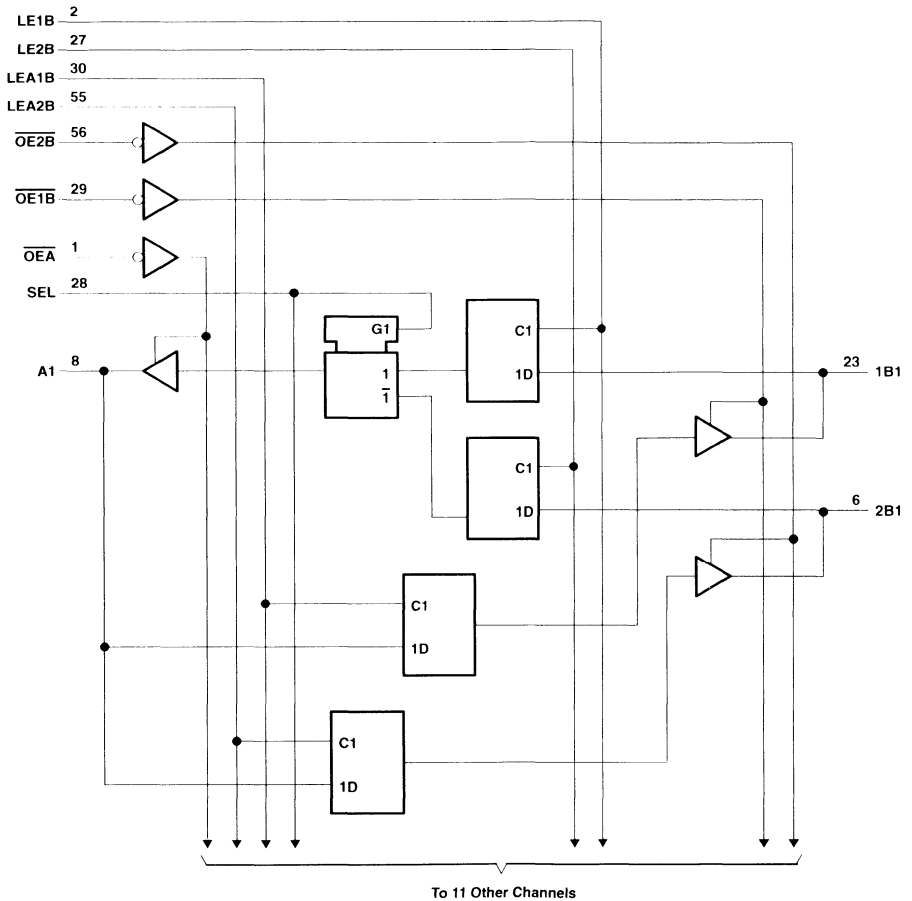 LE1B 2
LE2B 27
LEA1B 30
LEA2B 55
OE2B 56
OE1B 29
OEA 1
SEL 28
G1
C1
A1 8
1
1D
23 1B1
1
C1
1D
6 2B1
C1
1D
C1
1D
To 11 Other Channels